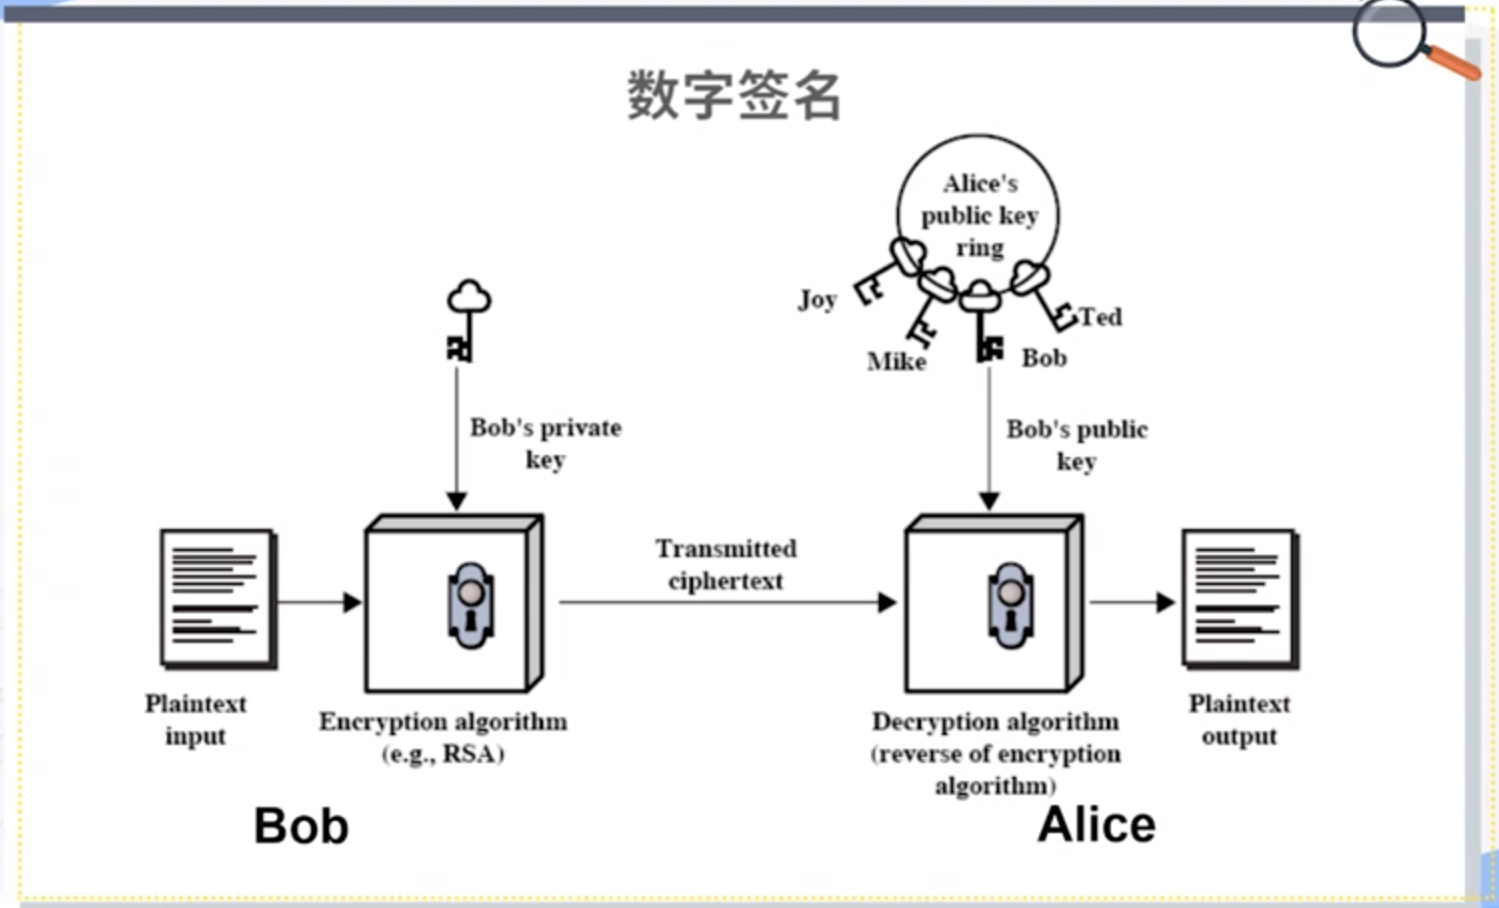 数字签名
Alice's
public key
ring
Joy
Mike
Bob
Ted
Bob's private
key
Bob's public
key
Transmitted
ciphertext
Plaintext
input
Encryption algorithm
(e.g., RSA)
Decryption algorithm
(reverse of encryption
algorithm)
Plaintext
output
Bob
Alice